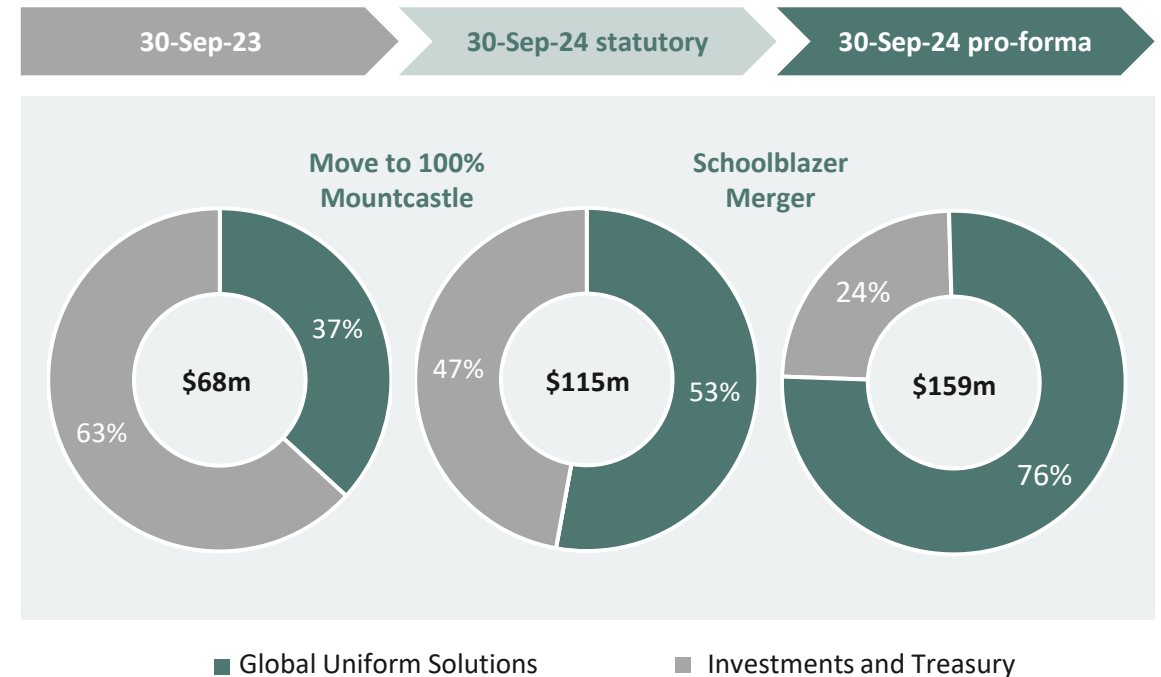 30-Sep-23
30-Sep-24 statutory
30-Sep-24 pro-forma
Move to 100%
Mountcastle
Schoolblazer
Merger
37%
63%
$68m
47%
53%
$115m
24%
76%
$159m
Global Uniform Solutions
Investments and Treasury